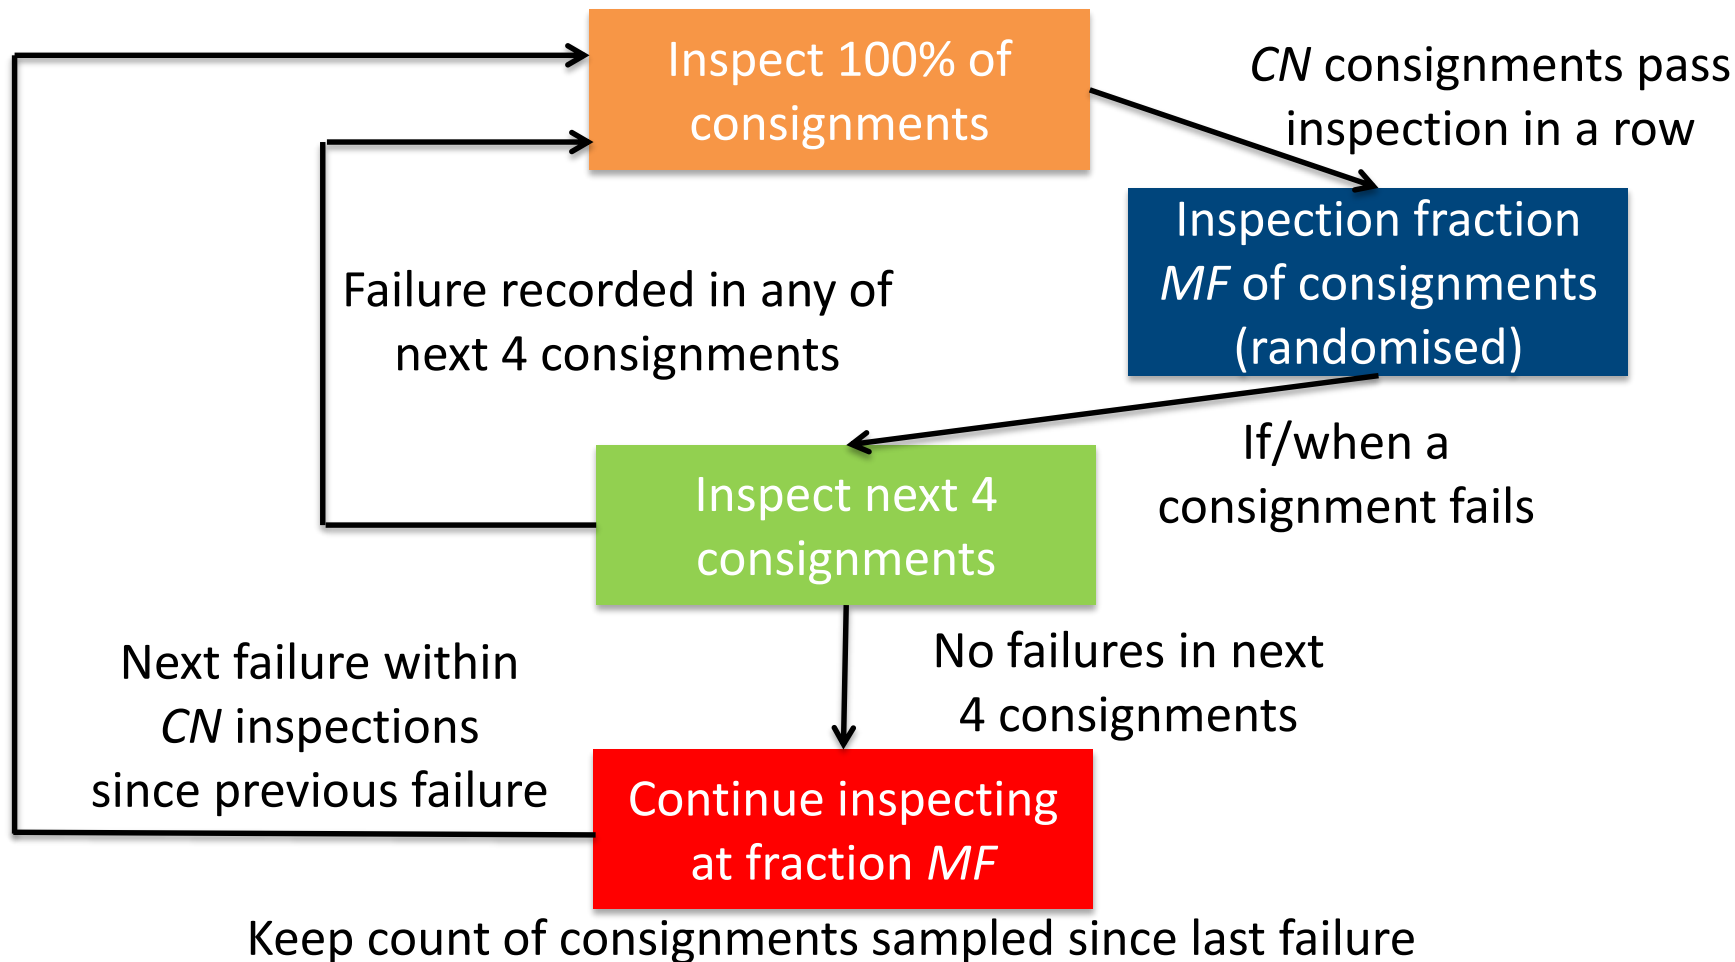 Inspect 100% of
consignments
CN consignments pass
inspection in a row
Inspection fraction
MF of consignments
(randomised)
Failure recorded in any of
next 4 consignments
If/when a
consignment fails
Inspect next 4
consignments
No failures in next
4 consignments
Next failure within
CN inspections
since previous failure
Continue inspecting
at fraction MF
Keep count of consignments sampled since last failure